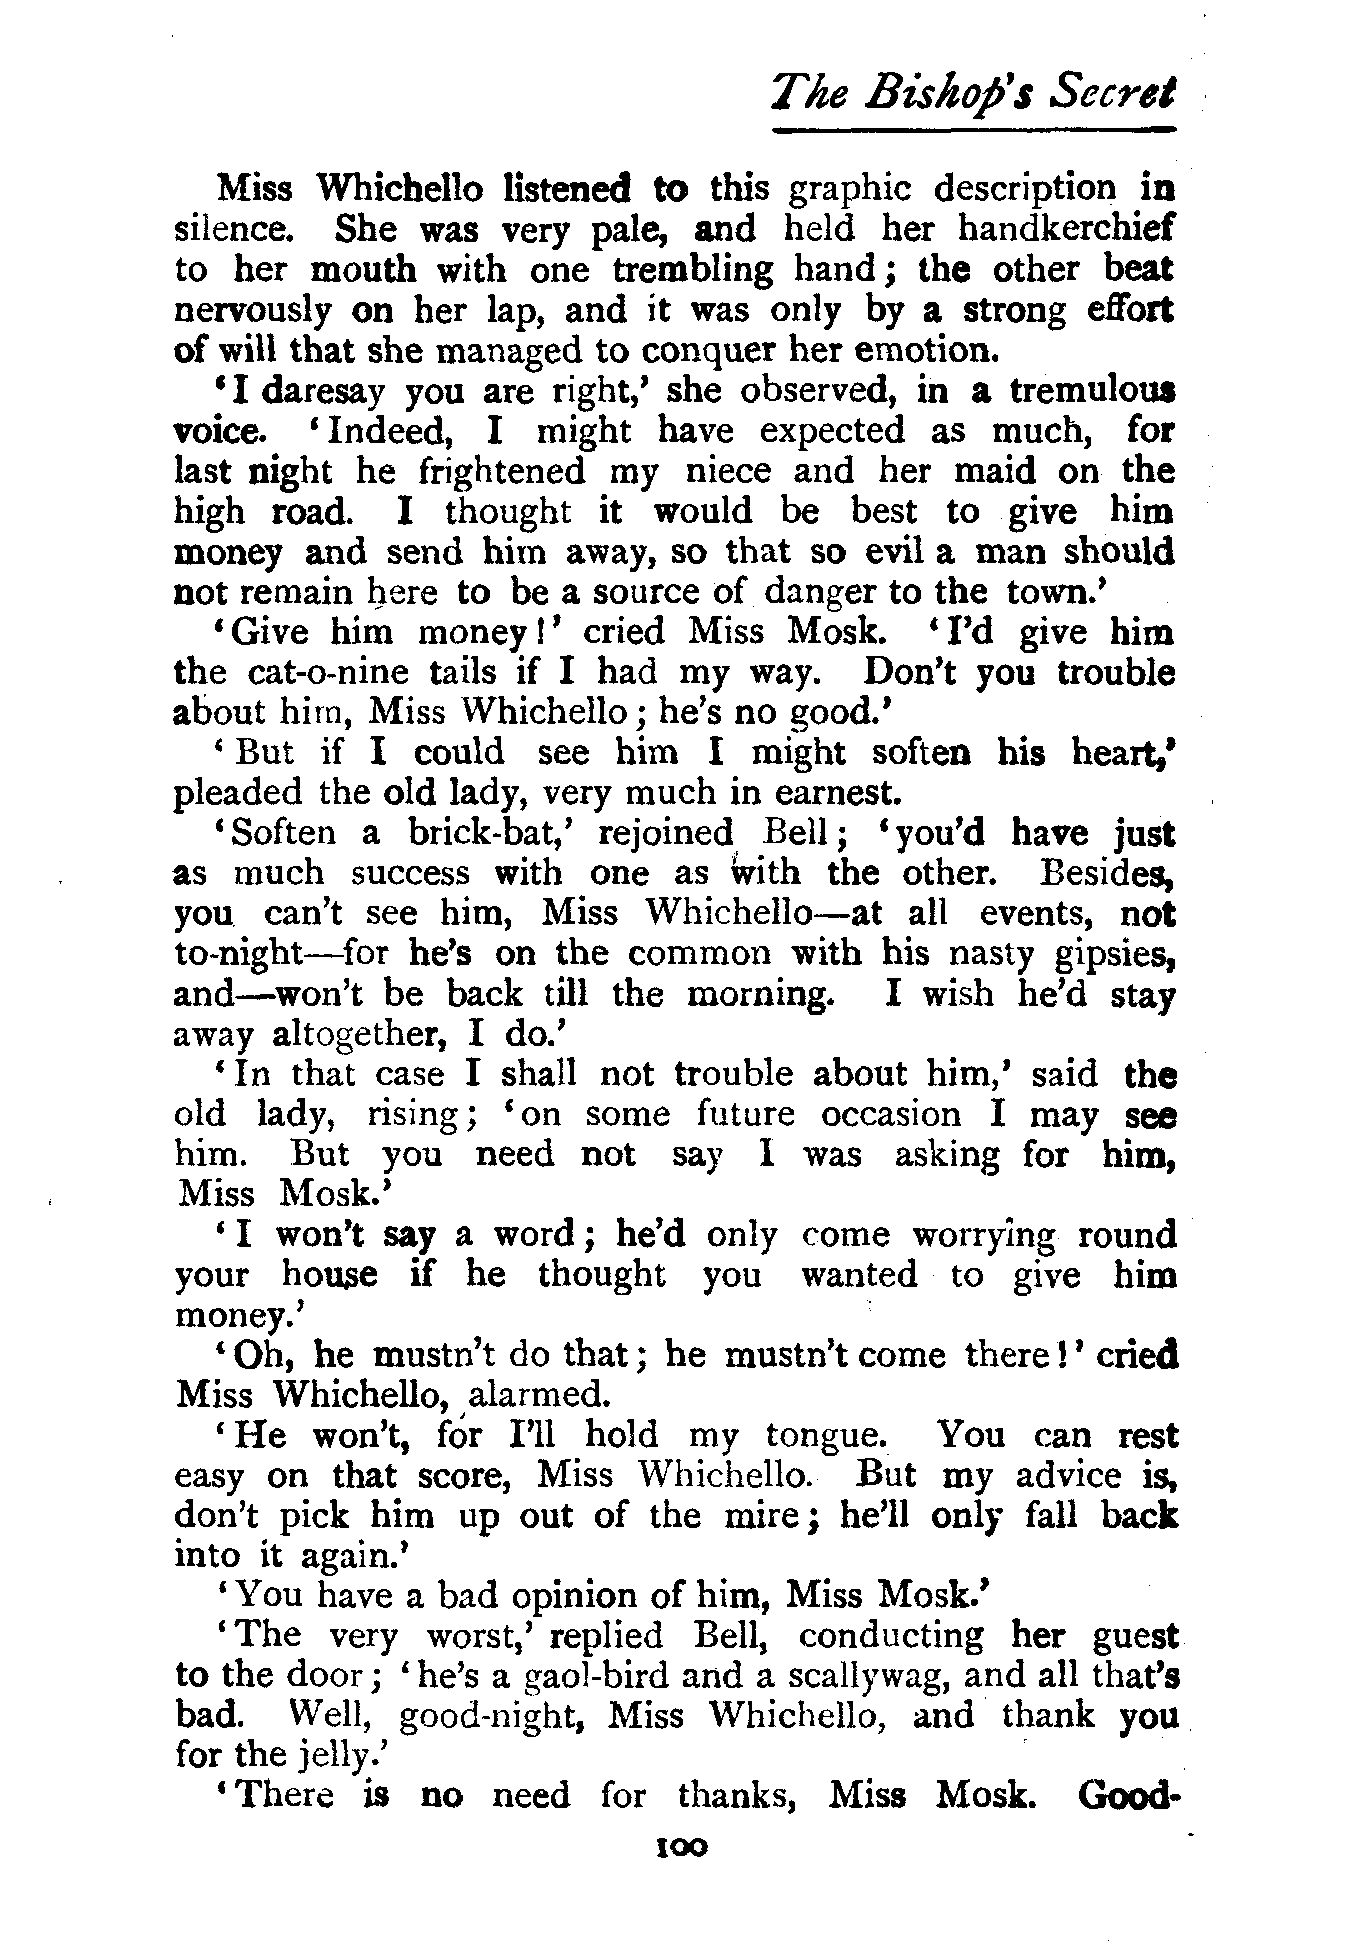 The Bishop's Secret
Miss Whichello listened to this graphic description in
silence. She was very pale, and held her handkerchief
to her mouth with one trembling hand; the other beat
nervously on her lap, and it was only by a strong effort
of will that she managed to conquer her emotion.
'I daresay you are right,' she observed, in a tremulous
voice. 'Indeed, I might have expected as much, for
last night he frightened my niece and her maid on the
high road. I thought it would be best to give him
money and send him away, so that so evil a man should
not remain here to be a source of danger to the town.'
'Give him money!' cried Miss Mosk. 'I'd give him
the cat-o-nine tails if I had my way. Don't you trouble
about him, Miss Whichello; he's no good.'
'But if I could see him I might soften his heart,'
pleaded the old lady, very much in earnest.
'Soften a brick-bat,' rejoined Bell; 'you'd have just
as much success with one as with the other. Besides,
you can't see him, Miss Whichello—at all events, not
to-night—for he's on the common with his nasty gipsies,
and—won't be back till the morning. I wish he'd stay
away altogether, I do.'
'In that case I shall not trouble about him,' said the
old lady, rising; 'on some future occasion I may see
him. But you need not say I was asking for him,
Miss Mosk.'
'I won't say a word; he'd only come worrying round
your house if he thought you wanted to give him
money.'
'Oh, he mustn't do that; he mustn't come there!' cried
Miss Whichello, alarmed.
'He won't, for I'll hold my tongue. You can rest
easy on that score, Miss Whichello. But my advice is,
don't pick him up out of the mire; he'll only fall back
into it again.'
'You have a bad opinion of him, Miss Mosk.'
'The very worst,' replied Bell, conducting her guest
to the door; 'he's a gaol-bird and a scallywag, and all that's
bad. Well, good-night, Miss Whichello, and thank you
for the jelly.'
'There is no need for thanks, Miss Mosk. Good-
100